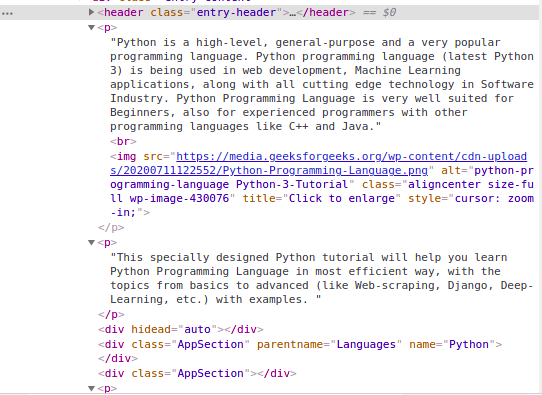 <header class="entry-header">…</header> == $0
<p>
"Python is a high-level, general-purpose and a very popular
programming language. Python programming language (latest Python
3) is being used in web development, Machine Learning
applications, along with all cutting edge technology in Software
Industry. Python Programming Language is very well suited for
Beginners, also for experienced programmers with other
programming languages like C++ and Java."
<br>
<img src="https://media.geeksforgeeks.org/wp-content/cdn-upload
s/20200711122552/Python-Programming-Language.png" alt="python-pr
ogramming-language Python-3-Tutorial" class="aligncenter size-fu
ll wp-image-430076" title="Click to enlarge" style="cursor: zoom
-in;">
</p>
<p>
"This specially designed Python tutorial will help you learn
Python Programming Language in most efficient way, with the
topics from basics to advanced (like Web-scraping, Django, Deep-
Learning, etc.) with examples. "
</p>
<div hidead="auto"></div>
<div class="AppSection" parentname="Languages" name="Python">
</div>
<div class="AppSection"></div>
<p>